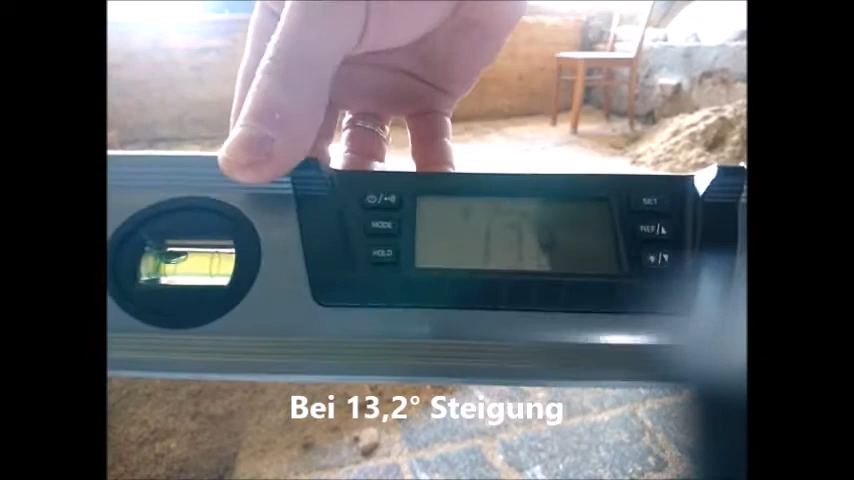 SET
MODE
REF/
HOLD
Bei 13,2° Steigung